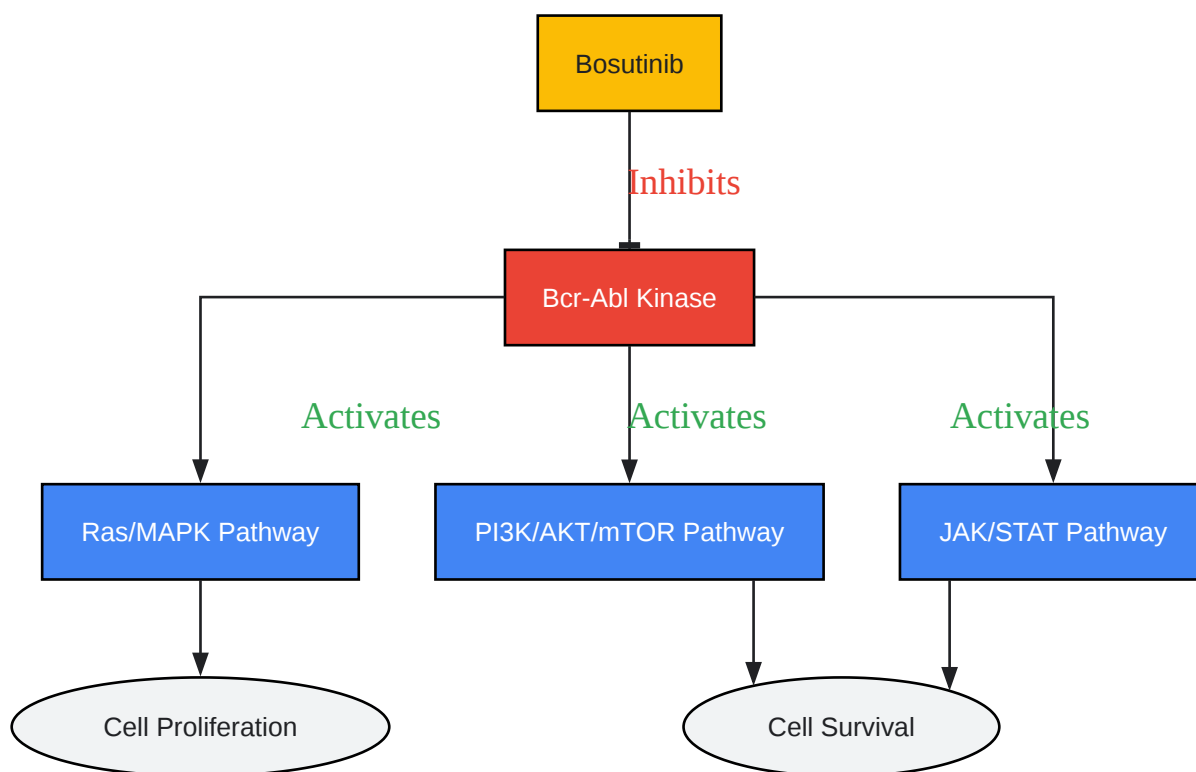 Bosutinib
Inhibits
Bcr-Abl Kinase
Activates
Activates
Activates
Ras/MAPK Pathway
PI3K/AKT/mTOR Pathway
JAK/STAT Pathway
Cell Proliferation
Cell Survival